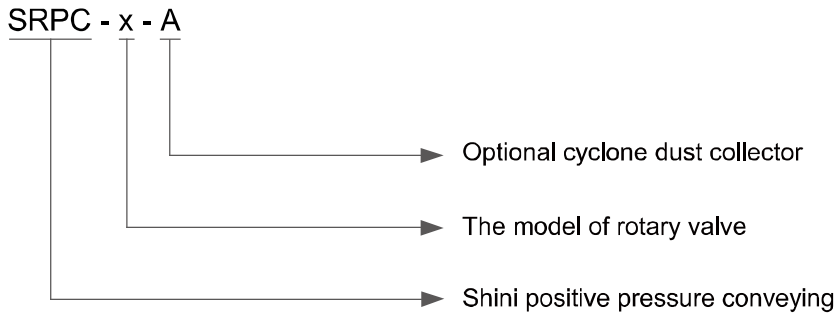 SRPC - x - A
Optional cyclone dust collector
The model of rotary valve
Shini positive pressure conveying